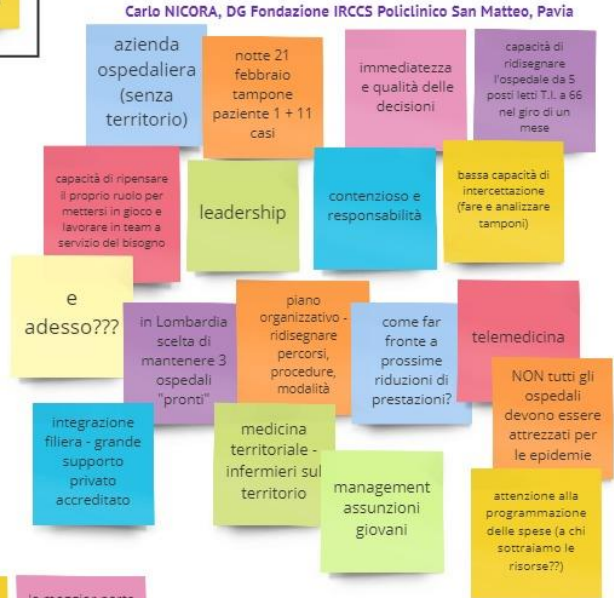 Carlo NICORA, DG Fondazione IRCCS Policlinico San Matteo, Pavia
azienda
ospedaliera
(senza
territorio)
notte 21
febbraio
tampone
paziente 1 + 11
casi
immediatezza
e qualità delle
decisioni
capacità di
ridisegnare
l'ospedale da 5
posti letti T.I. a 66
nel giro di un
mese
capacità di ripensare
il proprio ruolo per
mettersi in gioco e
lavorare in team a
servizio del bisogno
leadership
contenzioso e
responsabilità
bassa capacità di
intercettazione
(fare e analizzare
tamponi)
e
adesso???
in Lombardia
scelta di
mantenere 3
ospedali
"pronti"
piano
organizzativo -
ridisegnare
percorsi,
procedure,
modalità
come far
fronte a
prossime
riduzioni di
prestazioni?
telemedicina
NON tutti gli
ospedali
devono essere
attrezzati per
le epidemie
integrazione
filiera - grande
supporto
privato
accreditato
medicina
territoriale -
infermieri sul
territorio
management
assunzioni
giovani
attenzione alla
programmazione
delle spese (a chi
sottraiamo le
risorse??)